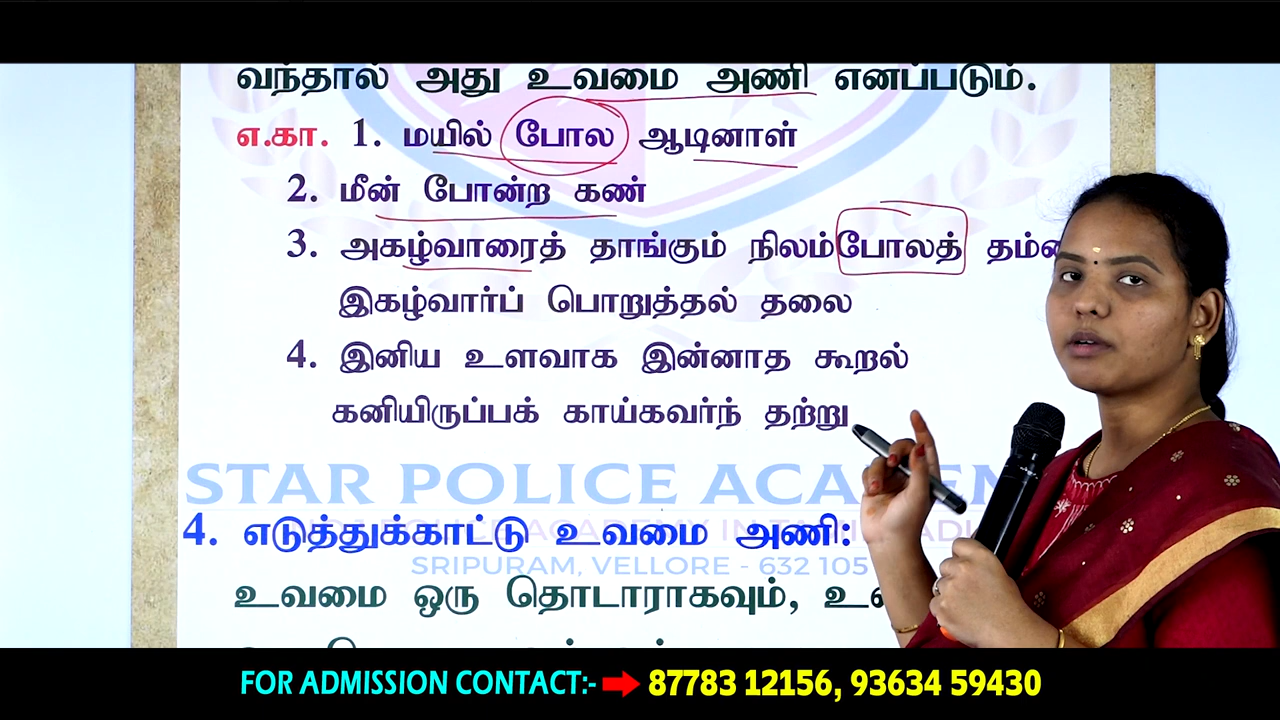 வந்தால் அது உவமை அணி எனப்படும்.
எ.கா. 1. மயில் போல ஆடினாள்
2. மீன் போன்ற கண்
3. அகழ்வாரைத் தாங்கும் நிலம்போலத்
இகழ்வார்ப் பொறுத்தல் தலை
4. இனிய உளவாக இன்னாத கூறல்
கனியிருப்பக் காய்கவர்ந் தற்று
STAR POLICE
4. எடுத்துக்காட்டு உவமை அணி:
SRIPURAM, VELLORE - 632 105
உவமை ஒரு தொடராகவும்,
FOR ADMISSION CONTACT:- 87783 12156, 93634 59430